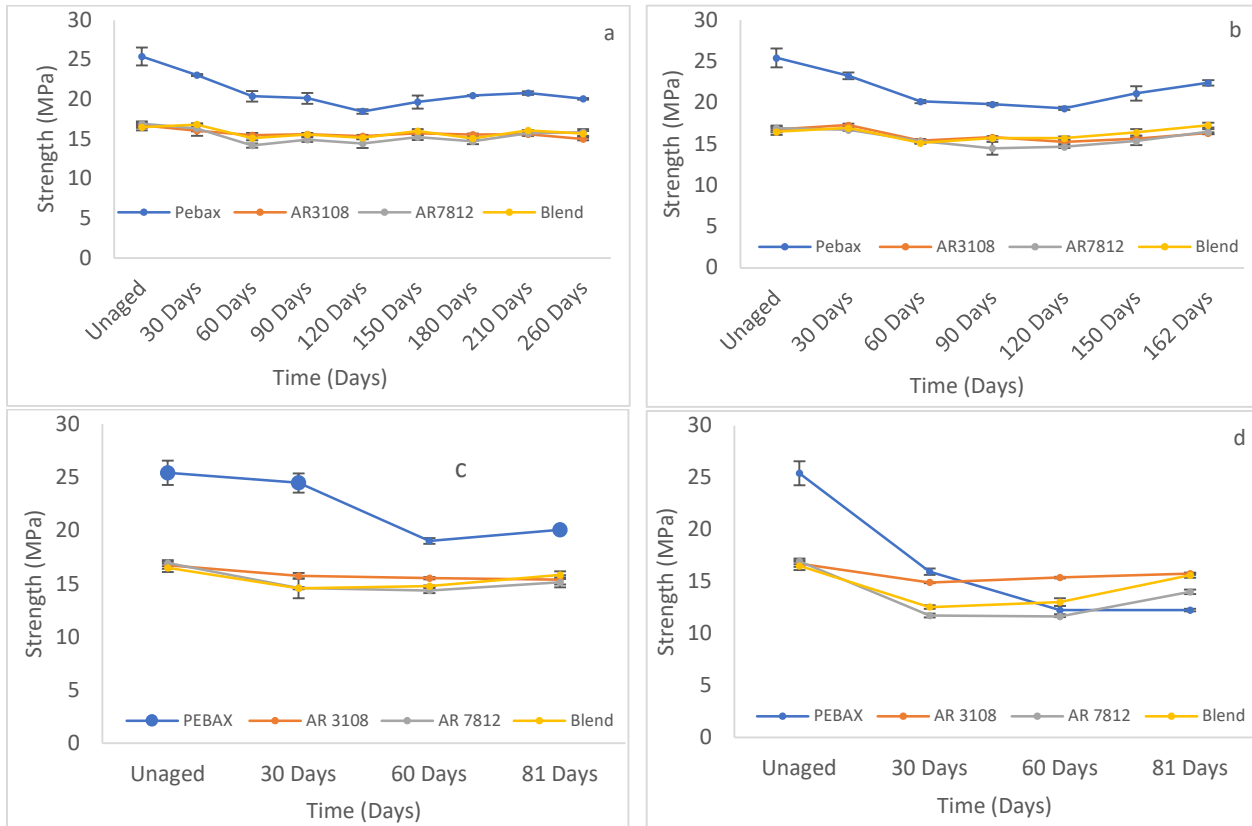 a
30
25
20
15
10
5
0
Strength (MPa)
Pebax AR3108 AR7812 Blend
Unaged 30 Days 60 Days 90 Days 120 Days 150 Days 180 Days 210 Days 260 Days
Time (Days)
b
30
25
20
15
10
5
0
Strength (MPa)
Pebax AR3108 AR7812 Blend
Unaged 30 Days 60 Days 90 Days 120 Days 150 Days 162 Days
Time (Days)
c
30
25
20
15
10
5
0
Strength (MPa)
PEBAX AR 3108 AR 7812 Blend
Unaged 30 Days 60 Days 81 Days
Time (Days)
d
30
25
20
15
10
5
0
Strength (MPa)
PEBAX AR 3108 AR 7812 Blend
Unaged 30 Days 60 Days 81 Days
Time (Days)